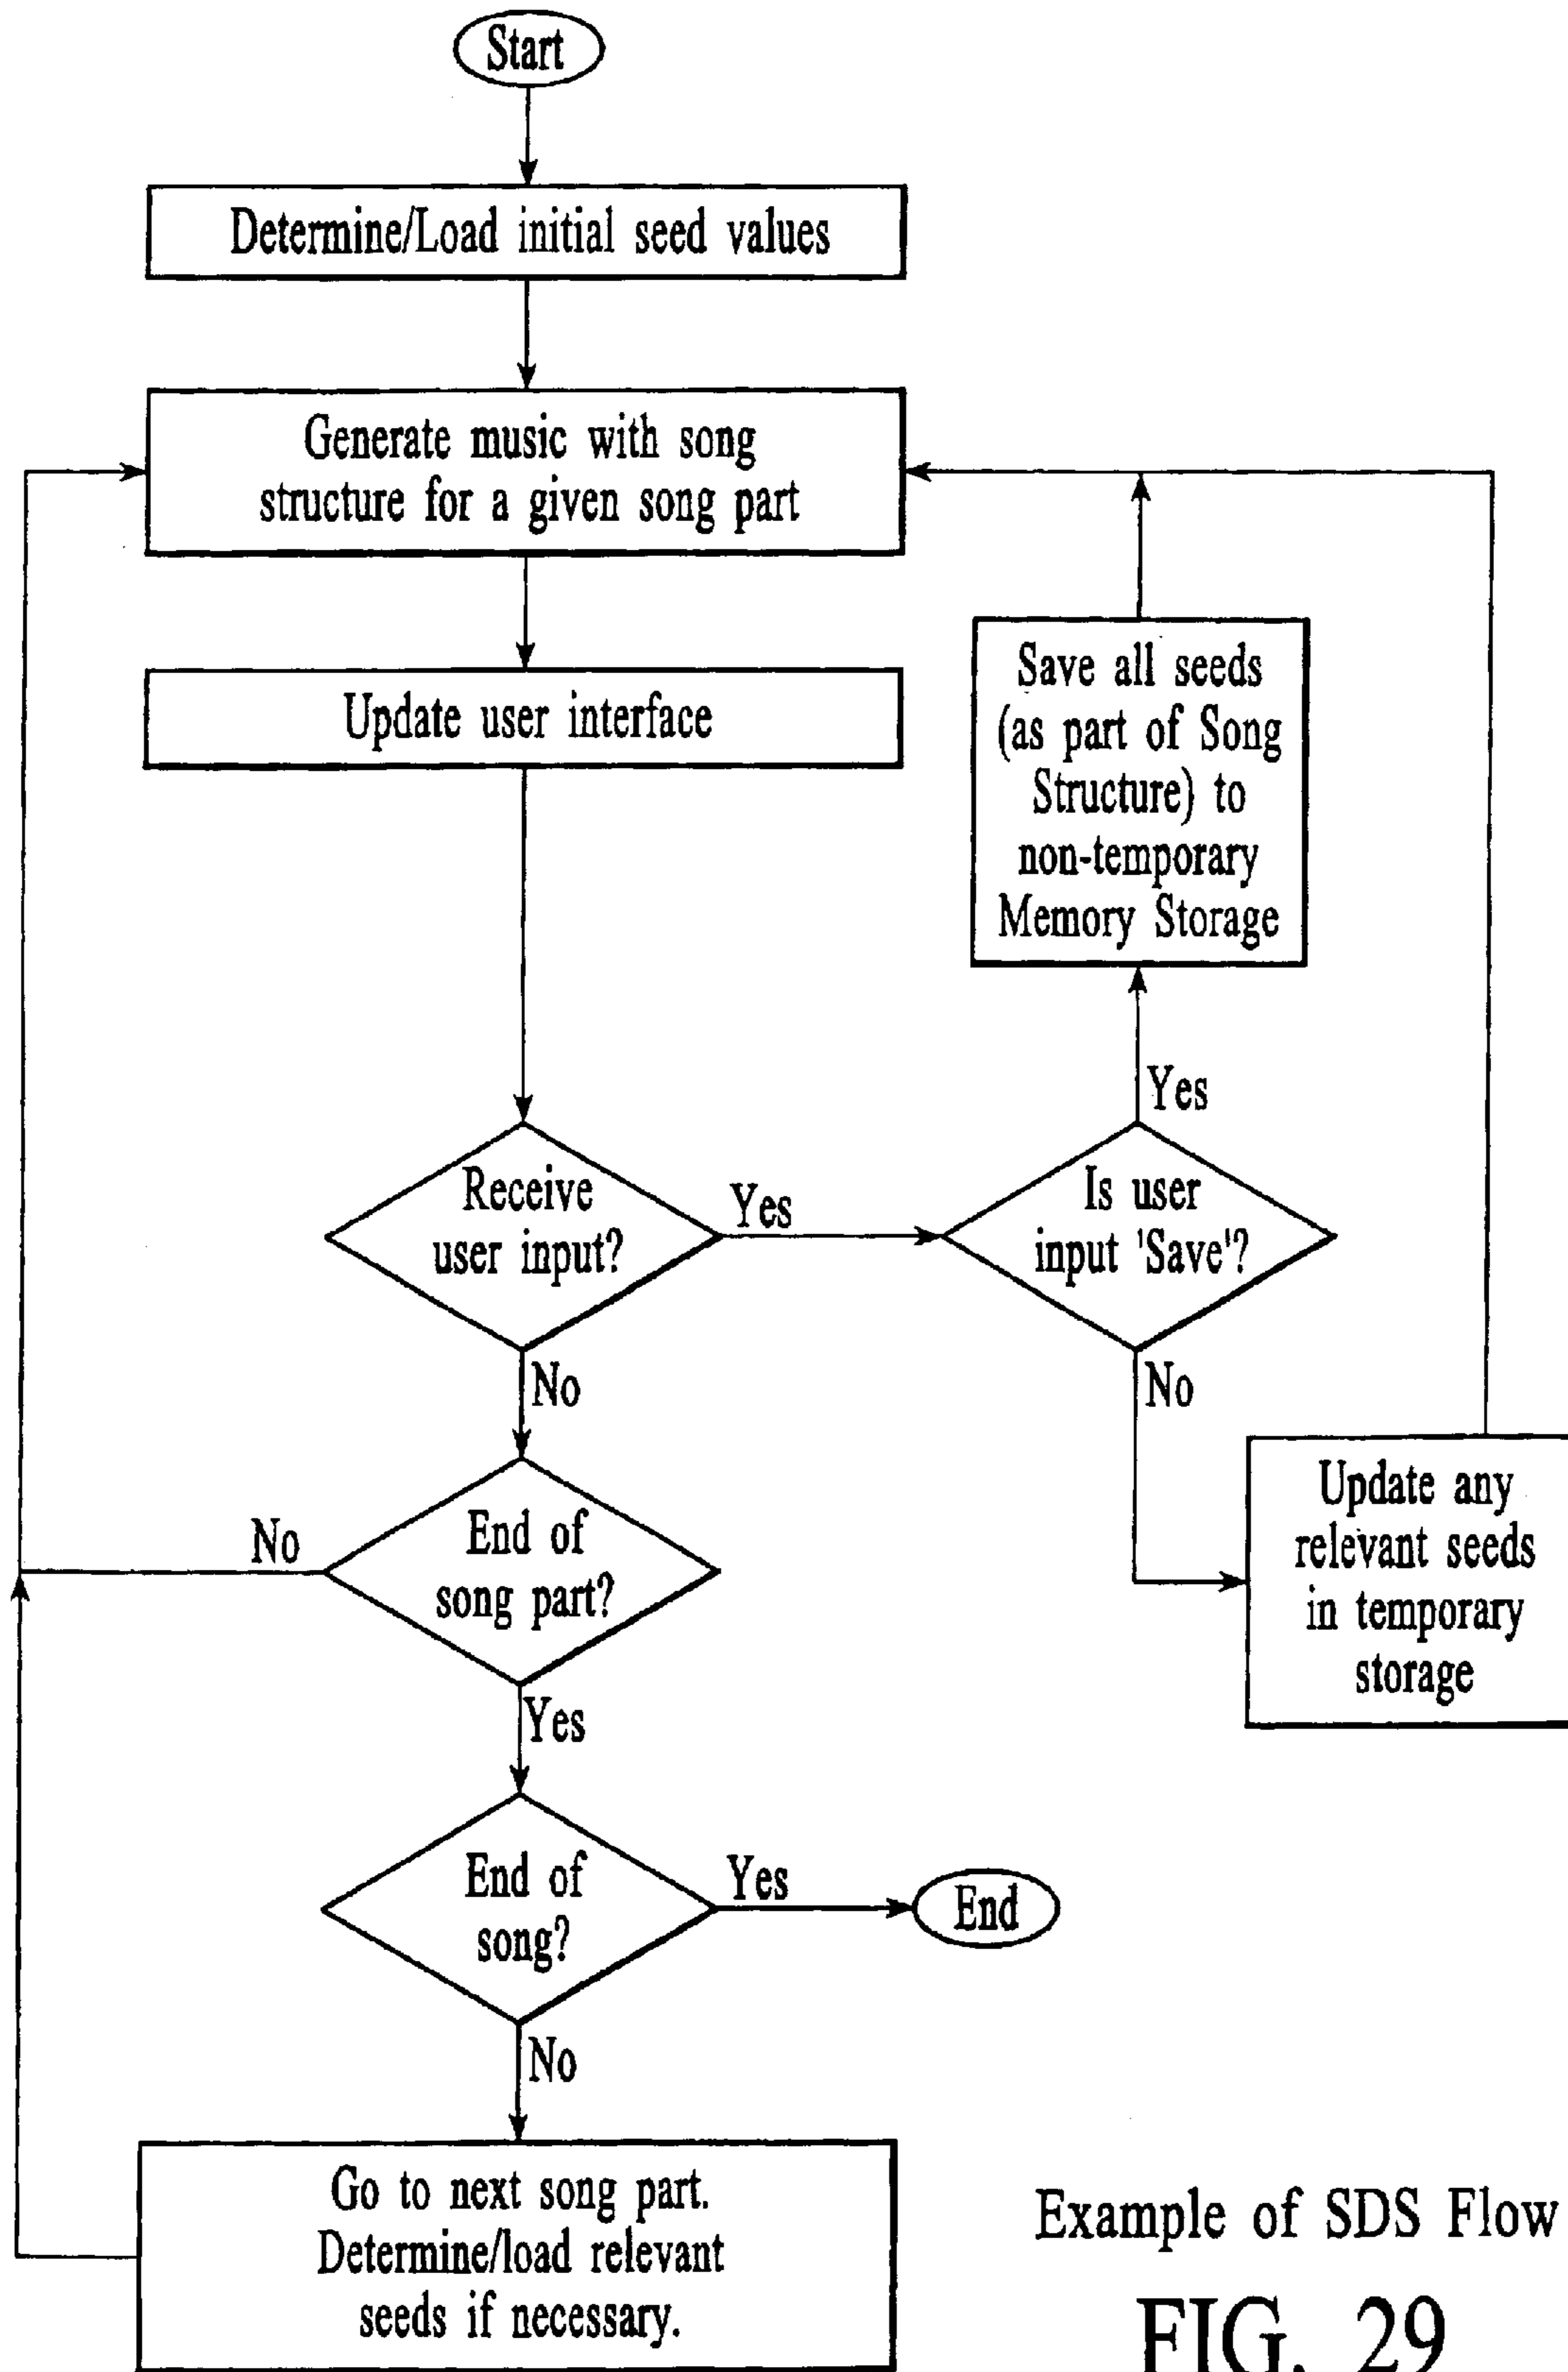 Start
Determine/Load initial seed values
Generate music with song
structure for a given song part
Update user interface
Save all seeds
(as part of Song
Structure) to
non-temporary
Memory Storage
Yes
Receive
user input?
Yes
Is user
input 'Save'?
No
No
Update any
relevant seeds
in temporary
storage
End of
song part?
No
Yes
End of
song?
Yes
End
No
Go to next song part.
Determine/load relevant
seeds if necessary.
Example of SDS Flow
FIG. 29